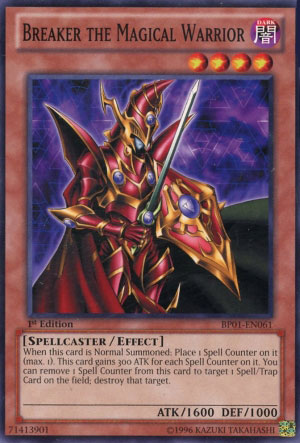 BREAKER THE MAGICAL WARRIOR
DARK
闇
1st Edition
BP01-EN061
[SPELLCASTER / EFFECT]
When this card is Normal Summoned: Place 1 Spell Counter on it
(max. 1). This card gains 300 ATK for each Spell Counter on it. You
can remove 1 Spell Counter from this card to target 1 Spell/Trap
Card on the field; destroy that target.
ATK/1600 DEF/1000
71413901
©1996 KAZUKI TAKAHASHI